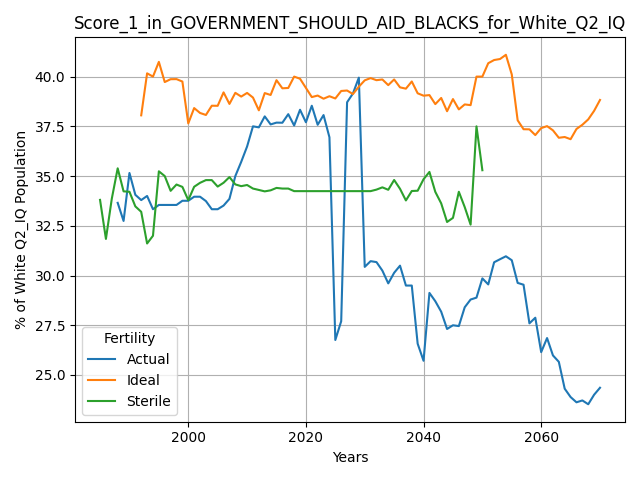 Score_1_in_GOVERNMENT_SHOULD_AID_BLACKS_for_White_Q2_IQ
% of White Q2_IQ Population
40.0
37.5
35.0
32.5
30.0
27.5
25.0
Fertility
Actual
Ideal
Sterile
2000 2020 2040 2060
Years